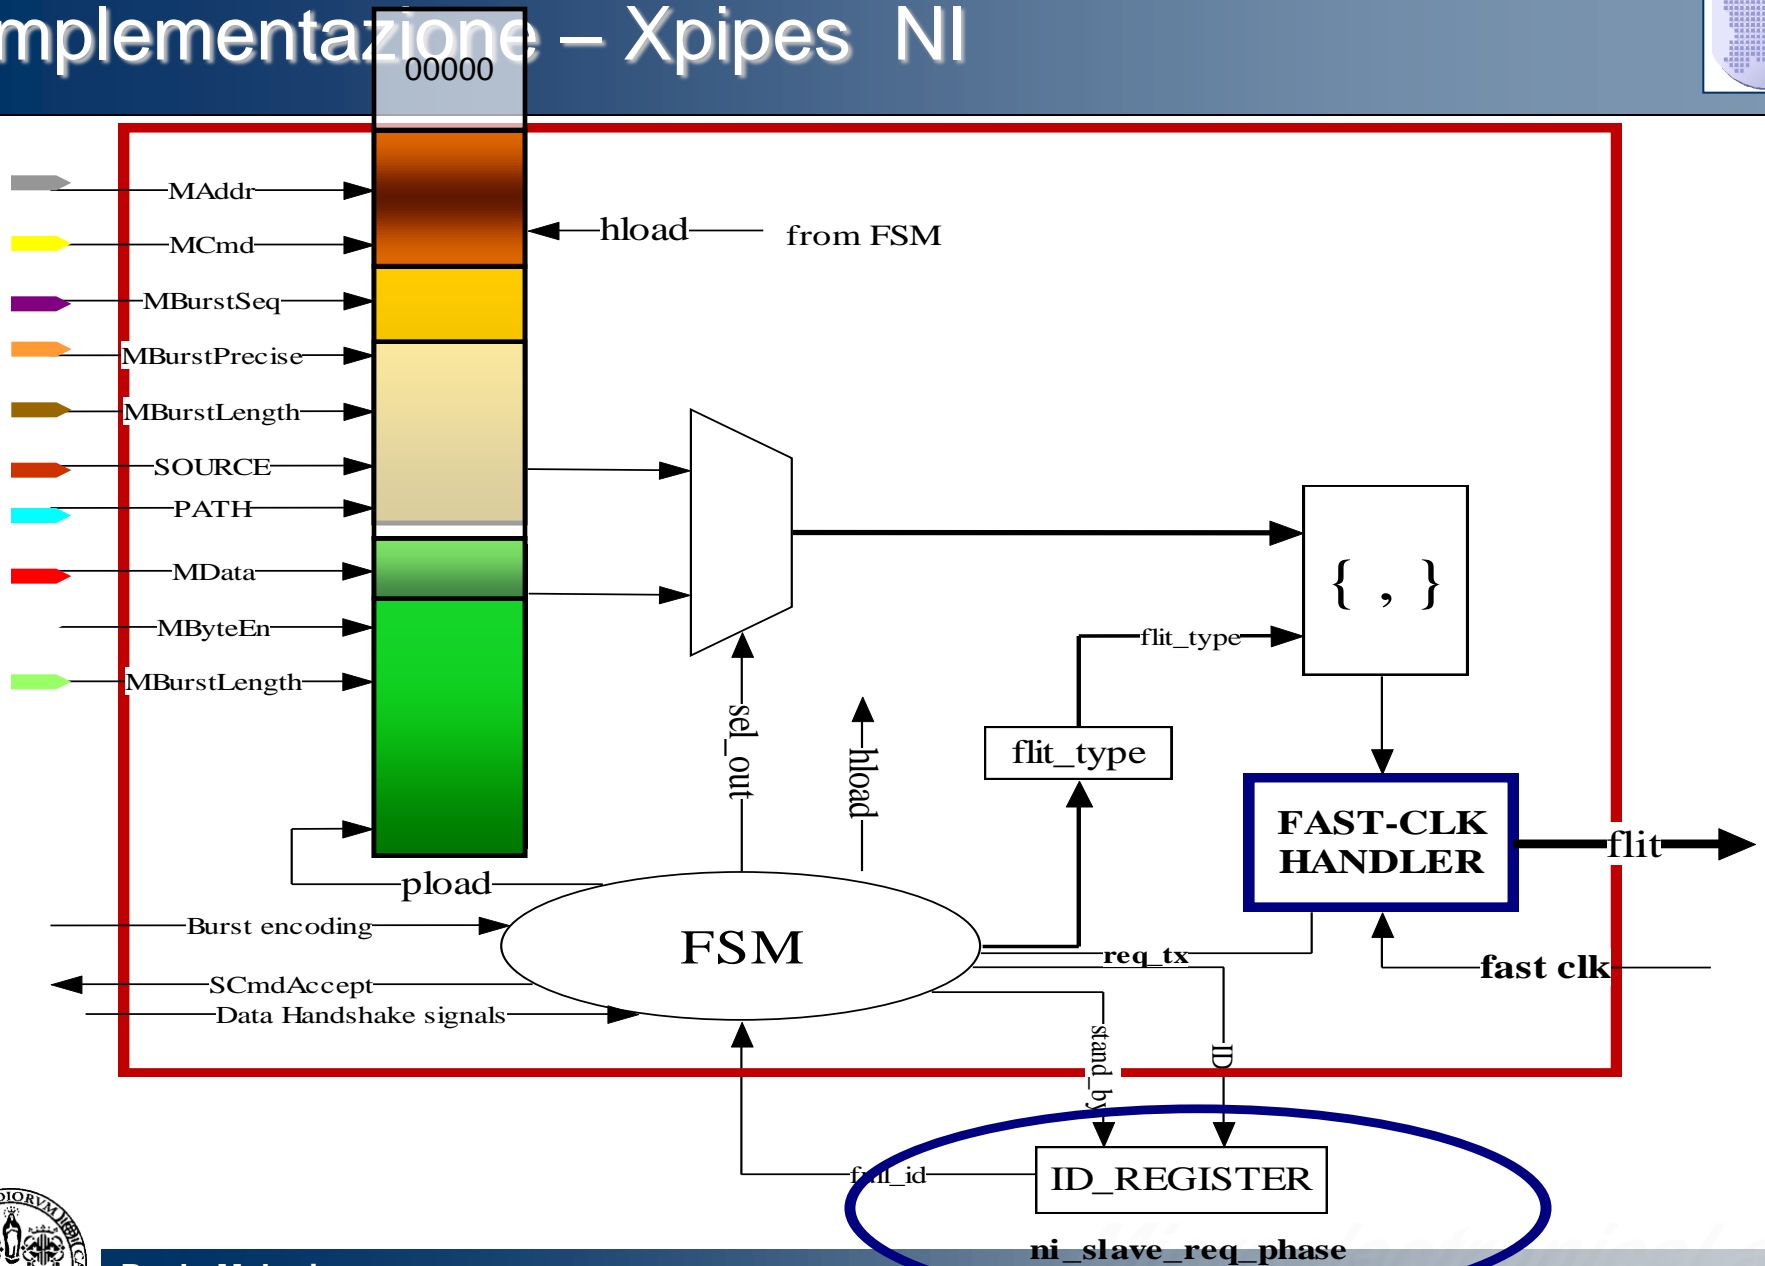 mplementazione – Xpipes NI
00000
MAddr
MCmd
hload
from FSM
MBurstSeq
MBurstPrecise
MBurstLength
SOURCE
PATH
MData
MByteEn
MBurstLength
{ , }
flit_type
sel_out
hload
flit_type
FAST-CLK
HANDLER
flit
pload
Burst encoding
FSM
req_tx
fast clk
SCmdAccept
Data Handshake signals
stand_by
ID
full_id
ID_REGISTER
ni_slave_req_phase